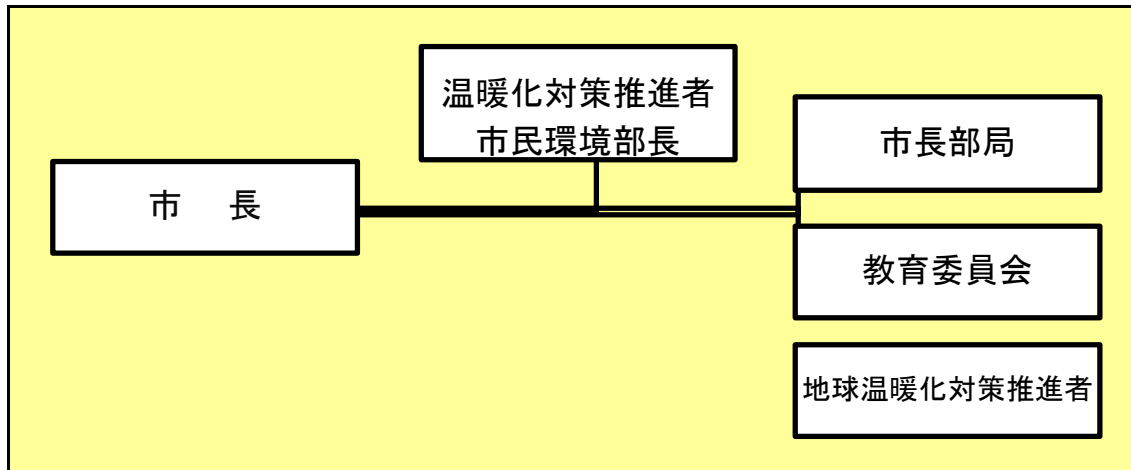 温暖化対策推進者
市民環境部長
市長部局
市　長
教育委員会
地球温暖化対策推進者